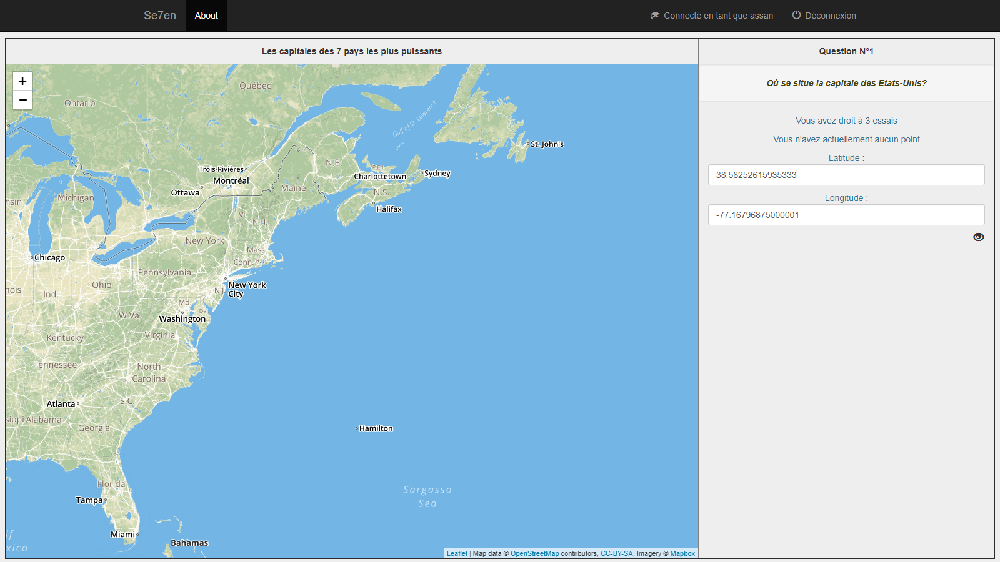 Se7en
About
Connecté en tant que assan
Déconnexion
Les capitales des 7 pays les plus puissants
Question N°1
+
−
Où se situe la capitale des Etats-Unis?
Vous avez droit à 3 essais
Vous n'avez actuellement aucun point
Latitude :
38.58252615935333
Longitude :
-77.16796875000001
Québec
Ontario
Gulf of St. Lawrence
St. John's
N.B.
P.E.I.
Trois-Rivières
Charlottetown
Sydney
Montréal
Ottawa
Maine
N.S.
Michigan
Halifax
Vt.
N.H.
New York
Mass.
Chicago
Conn.
R.I.
Pennsylvania
Ohio
New York
City
nois
Ind.
N.J.
Md.
Del.
W.Va.
Washington
Virginia
Kentucky
Tennessee
North
Carolina
Atlanta
S.C.
sippi
Alabama
Georgia
Hamilton
Florida
Sargasso
Sea
Tampa
Miami
lf
xico
Bahamas
nsin
Leaflet | Map data © OpenStreetMap contributors, CC-BY-SA, Imagery © Mapbox